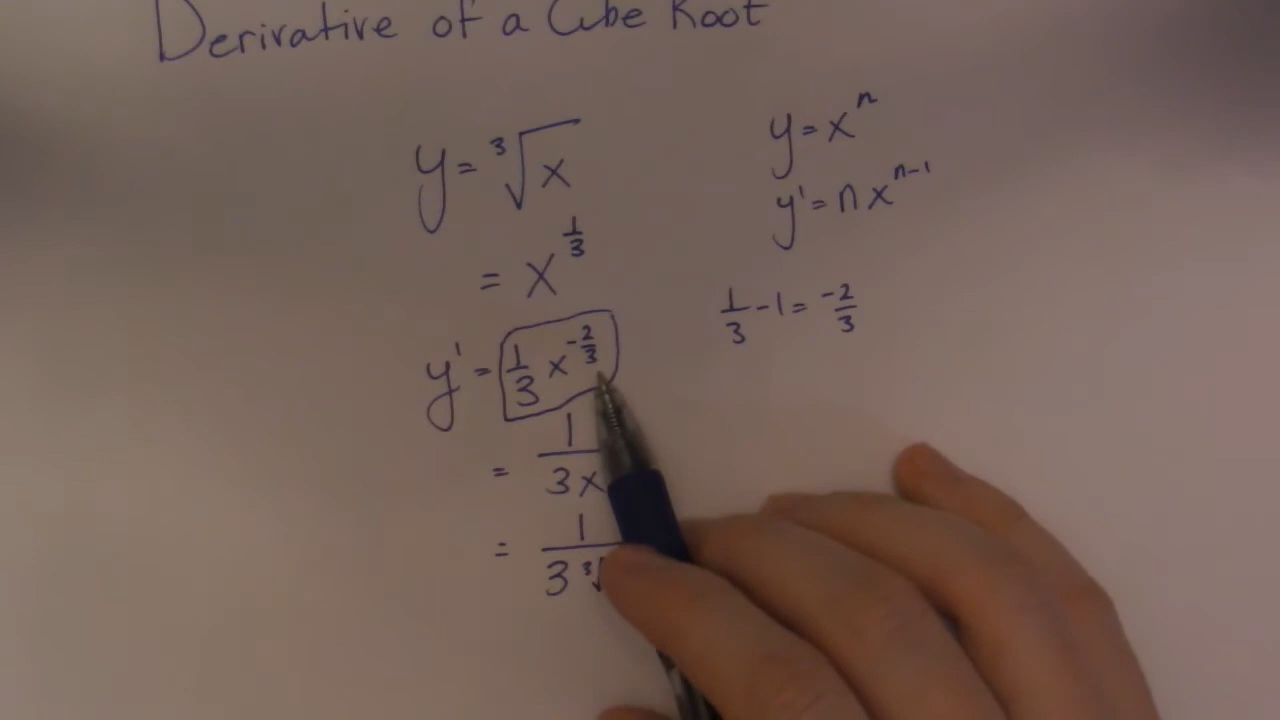 Derivative of a Cube Root
y = ∛x
= x^(1/3)
y' = 1/3 x^(-2/3)
= 1/(3x
= 1/(3 ∛
y = x^n
y' = nx^(n-1)
1/3 - 1 = -2/3